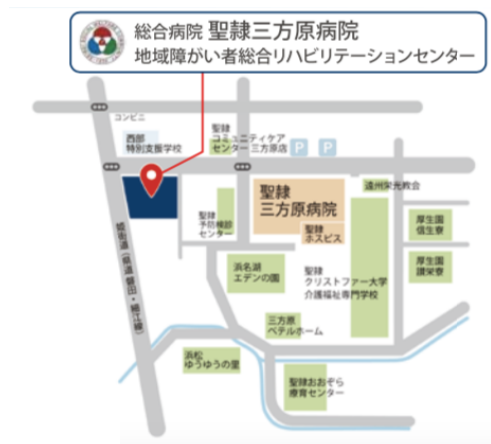 総合病院 聖隷三方原病院
地域障がい者総合リハビリテーションセンター
コンビニ
西部
特別支援学校
聖隷
コミュニティケア
センター 三方原店
P P
聖隷
予防検診
センター
聖隷
三方原病院
聖隷
ホスピス
遠州栄光教会
厚生園
信生寮
厚生園
讃栄寮
姫街道(県道 磐田・細江線)
浜名湖
エデンの園
聖隷
クリストファー大学
介護福祉専門学校
三方原
ベテルホーム
浜松
ゆうゆうの里
聖隷おおぞら
療育センター